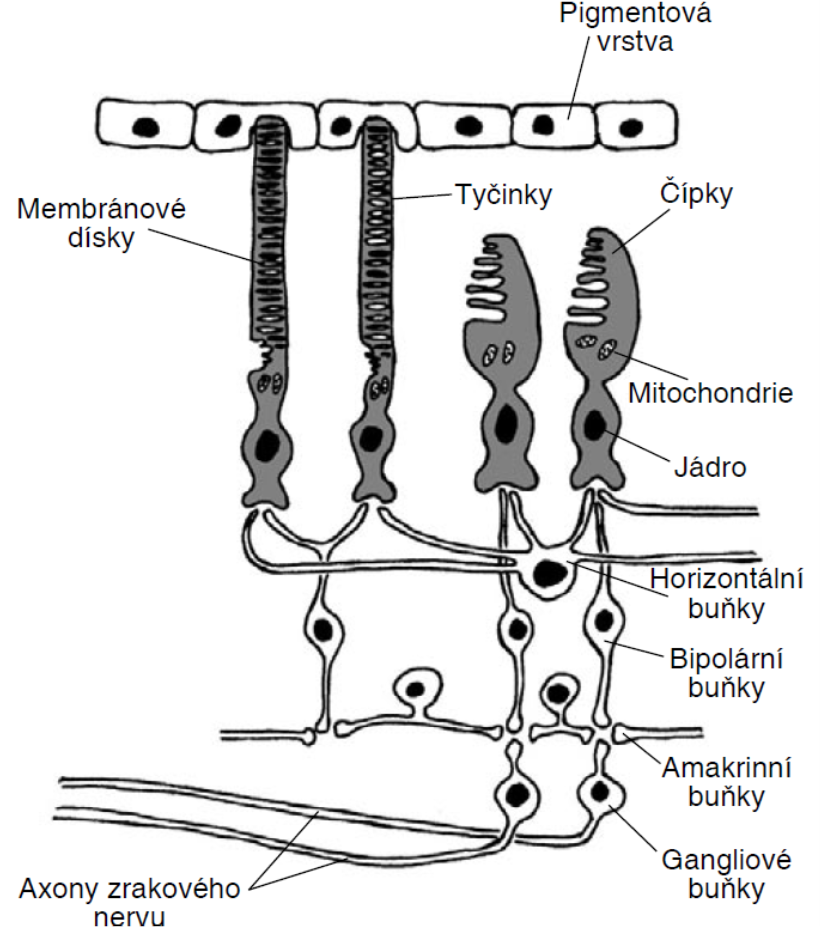 Pigmentová
vrstva
Tyčinky
Čípky
Membránové
dísky
Mitochondrie
Jádro
Horizontální
buňky
Bipolární
buňky
Amakrinní
buňky
Gangliové
buňky
Axony zrakového
nervu